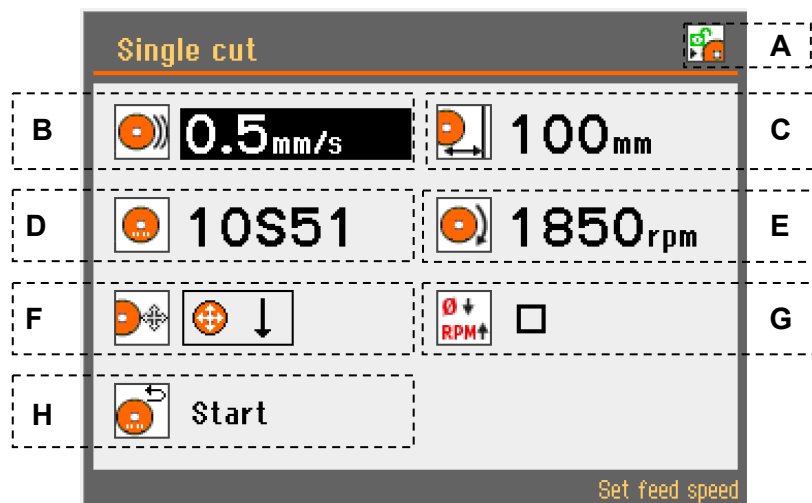 Single cut
A
B
0.5mm/s
100mm
C
D
10S51
1850rpm
E
F
Ø
RPM
G
H
Start
Set feed speed